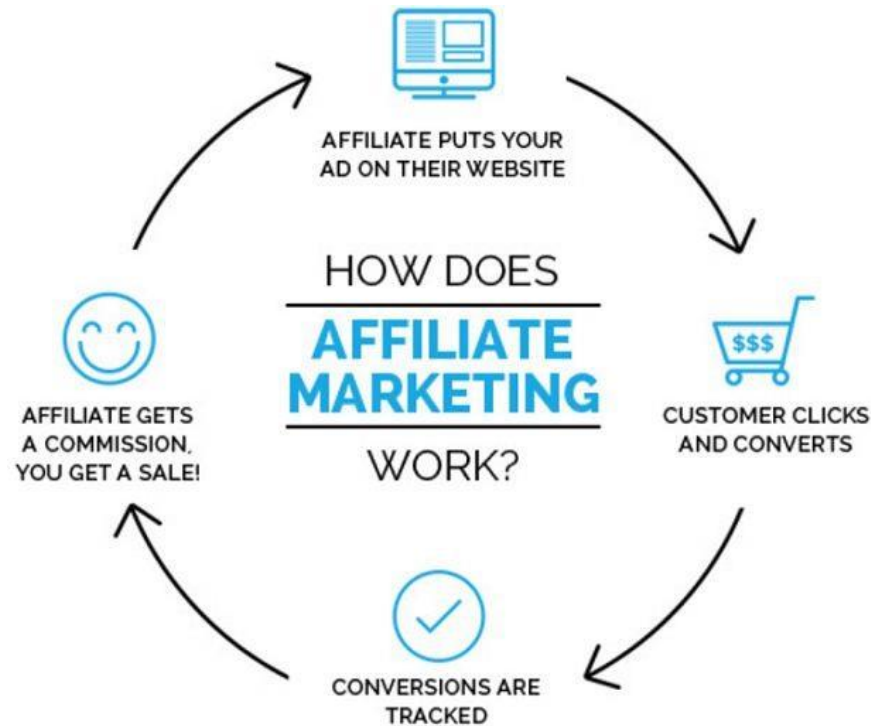 AFFILIATE PUTS YOUR
AD ON THEIR WEBSITE
HOW DOES
AFFILIATE
MARKETING
WORK?
$$$
CUSTOMER CLICKS
AND CONVERTS
CONVERSIONS ARE
TRACKED
AFFILIATE GETS
A COMMISSION,
YOU GET A SALE!